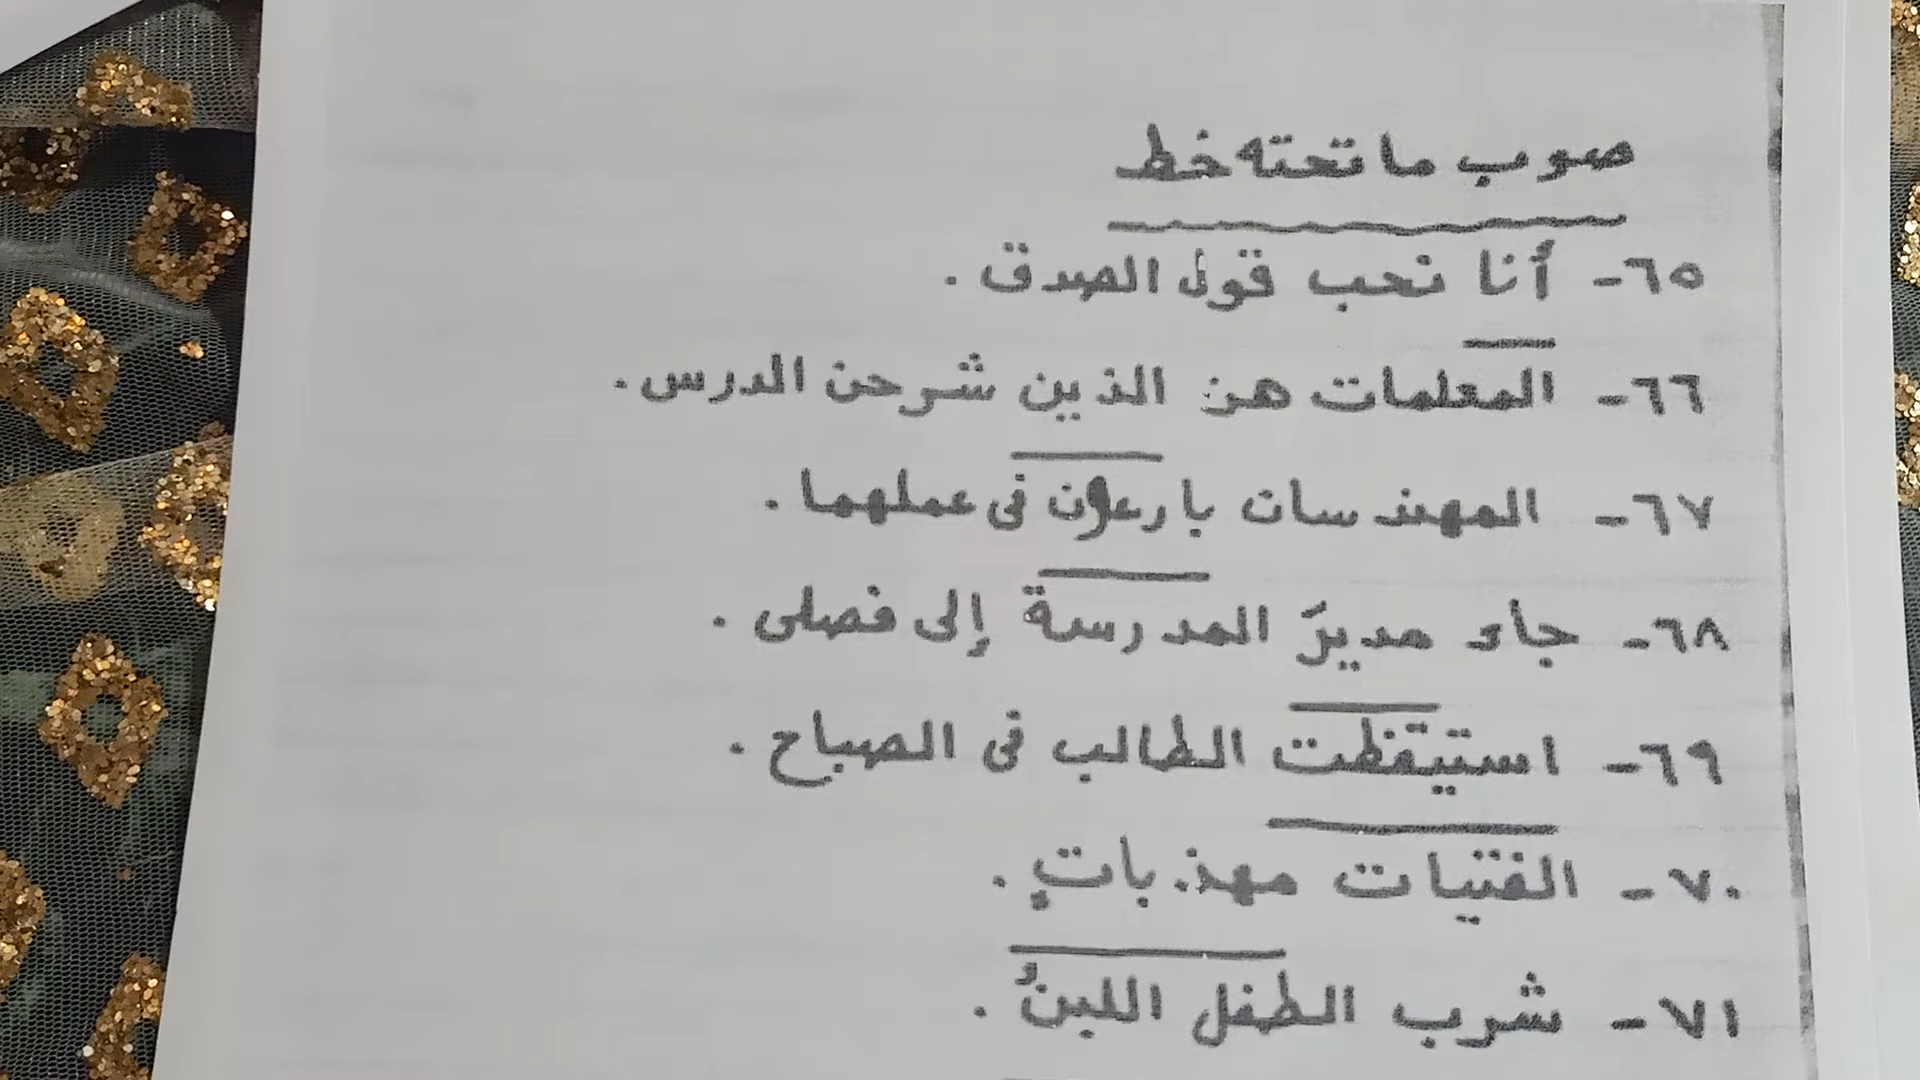 صوب ما تحته خط
٦٥- أنا نحب قول الصدق .
٦٦- المعلمات هن الذين شرحن الدرس .
٦٧- المهندسات بارعون فى عملهما .
٦٨- جاء مديرَ المدرسة إلى فصلى .
٦٩- استيقظت الطالب فى الصباح .
٧٠- الفتيات مهذباتٍ .
٧١- شرب الطفل اللبنُ .